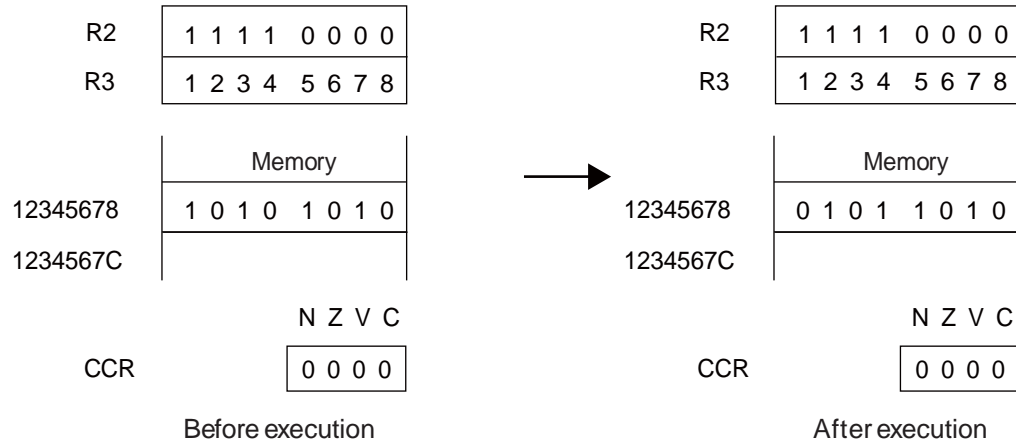 R2 1 1 1 1 0 0 0 0 R2 1 1 1 1 0 0 0 0
R3 1 2 3 4 5 6 7 8 R3 1 2 3 4 5 6 7 8
Memory Memory
12345678 1 0 1 0 1 0 1 0 12345678 0 1 0 1 1 0 1 0
1234567C 1234567C
N Z V C N Z V C
CCR 0 0 0 0 CCR 0 0 0 0
Before execution After execution